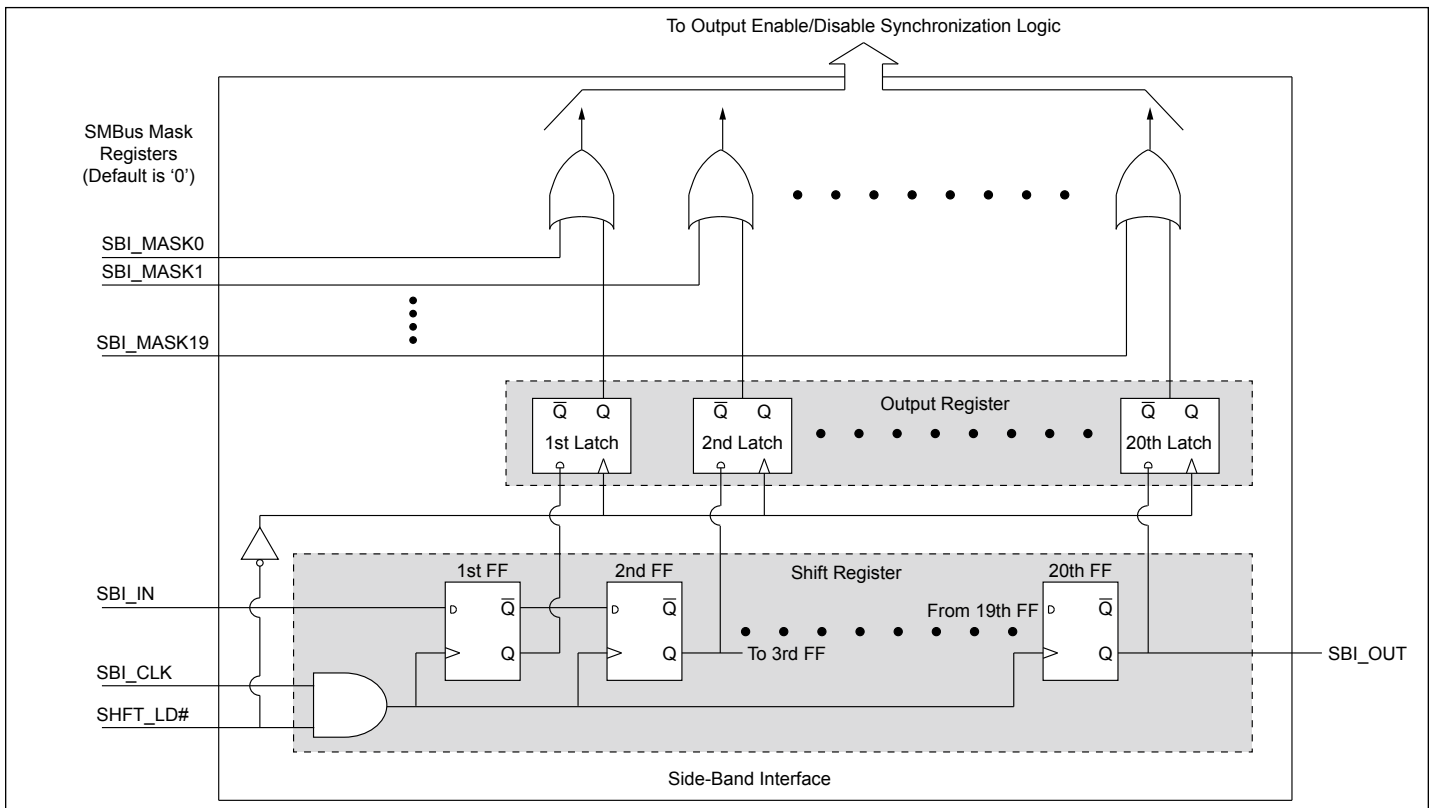 To Output Enable/Disable Synchronization Logic
SMBus Mask
Registers
(Default is ‘0’)
SBI_MASK0
SBI_MASK1
SBI_MASK19
Output Register
Q̅ Q
1st Latch
Q̅ Q
2nd Latch
Q̅ Q
20th Latch
Shift Register
1st FF
2nd FF
20th FF
SBI_IN
D Q̅
D Q̅
From 19th FF
D Q̅
Q
Q
To 3rd FF
Q
SBI_OUT
SBI_CLK
SHFT_LD#
Side-Band Interface